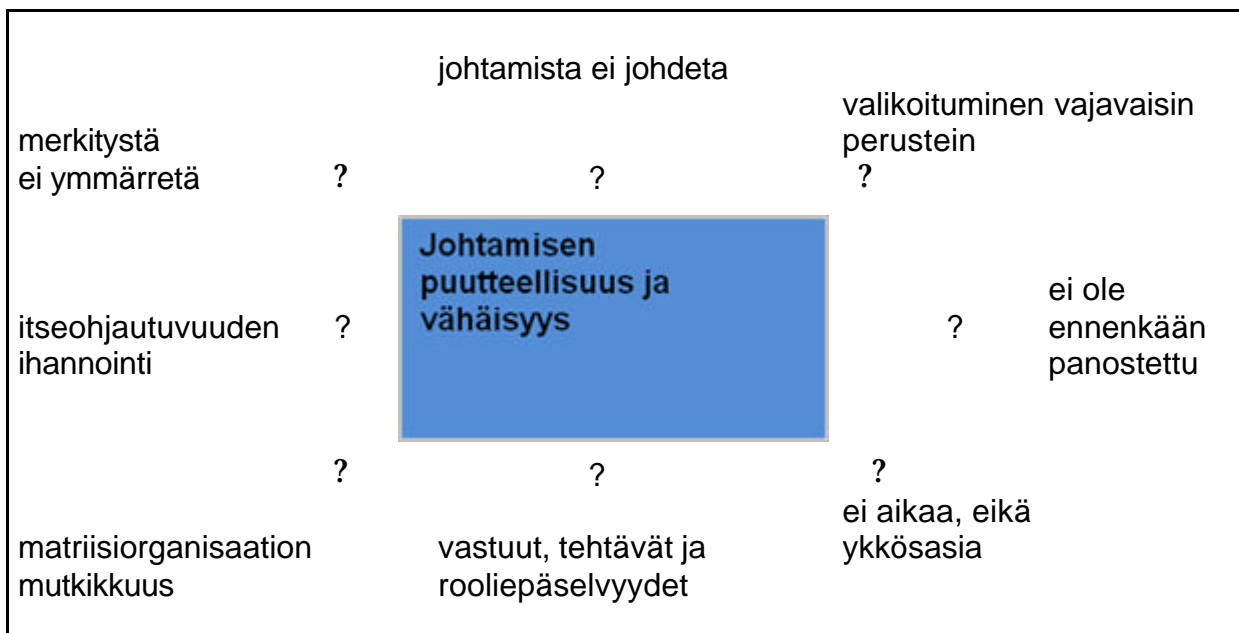 johtamista ei johdeta
valikoituminen vajavaisin
perustein
merkitystä
ei ymmärretä
?
?
?
Johtamisen
puutteellisuus ja
vähäisyys
itseohjautuvuuden
ihannointi
?
?
ei ole
ennenkään
panostettu
?
?
?
matriisiorganisaation
mutkikkuus
vastuut, tehtävät ja
rooliepäselvyydet
ei aikaa, eikä
ykkösasia